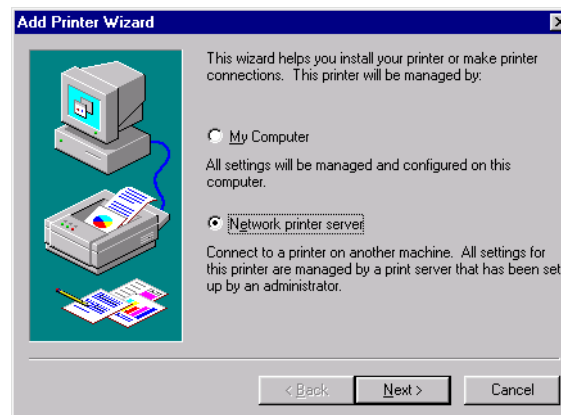 Add Printer Wizard
This wizard helps you install your printer or make printer
connections. This printer will be managed by:
My Computer
All settings will be managed and configured on this
computer.
Network printer server
Connect to a printer on another machine. All settings for
this printer are managed by a print server that has been set
up by an administrator.
< Back Next > Cancel